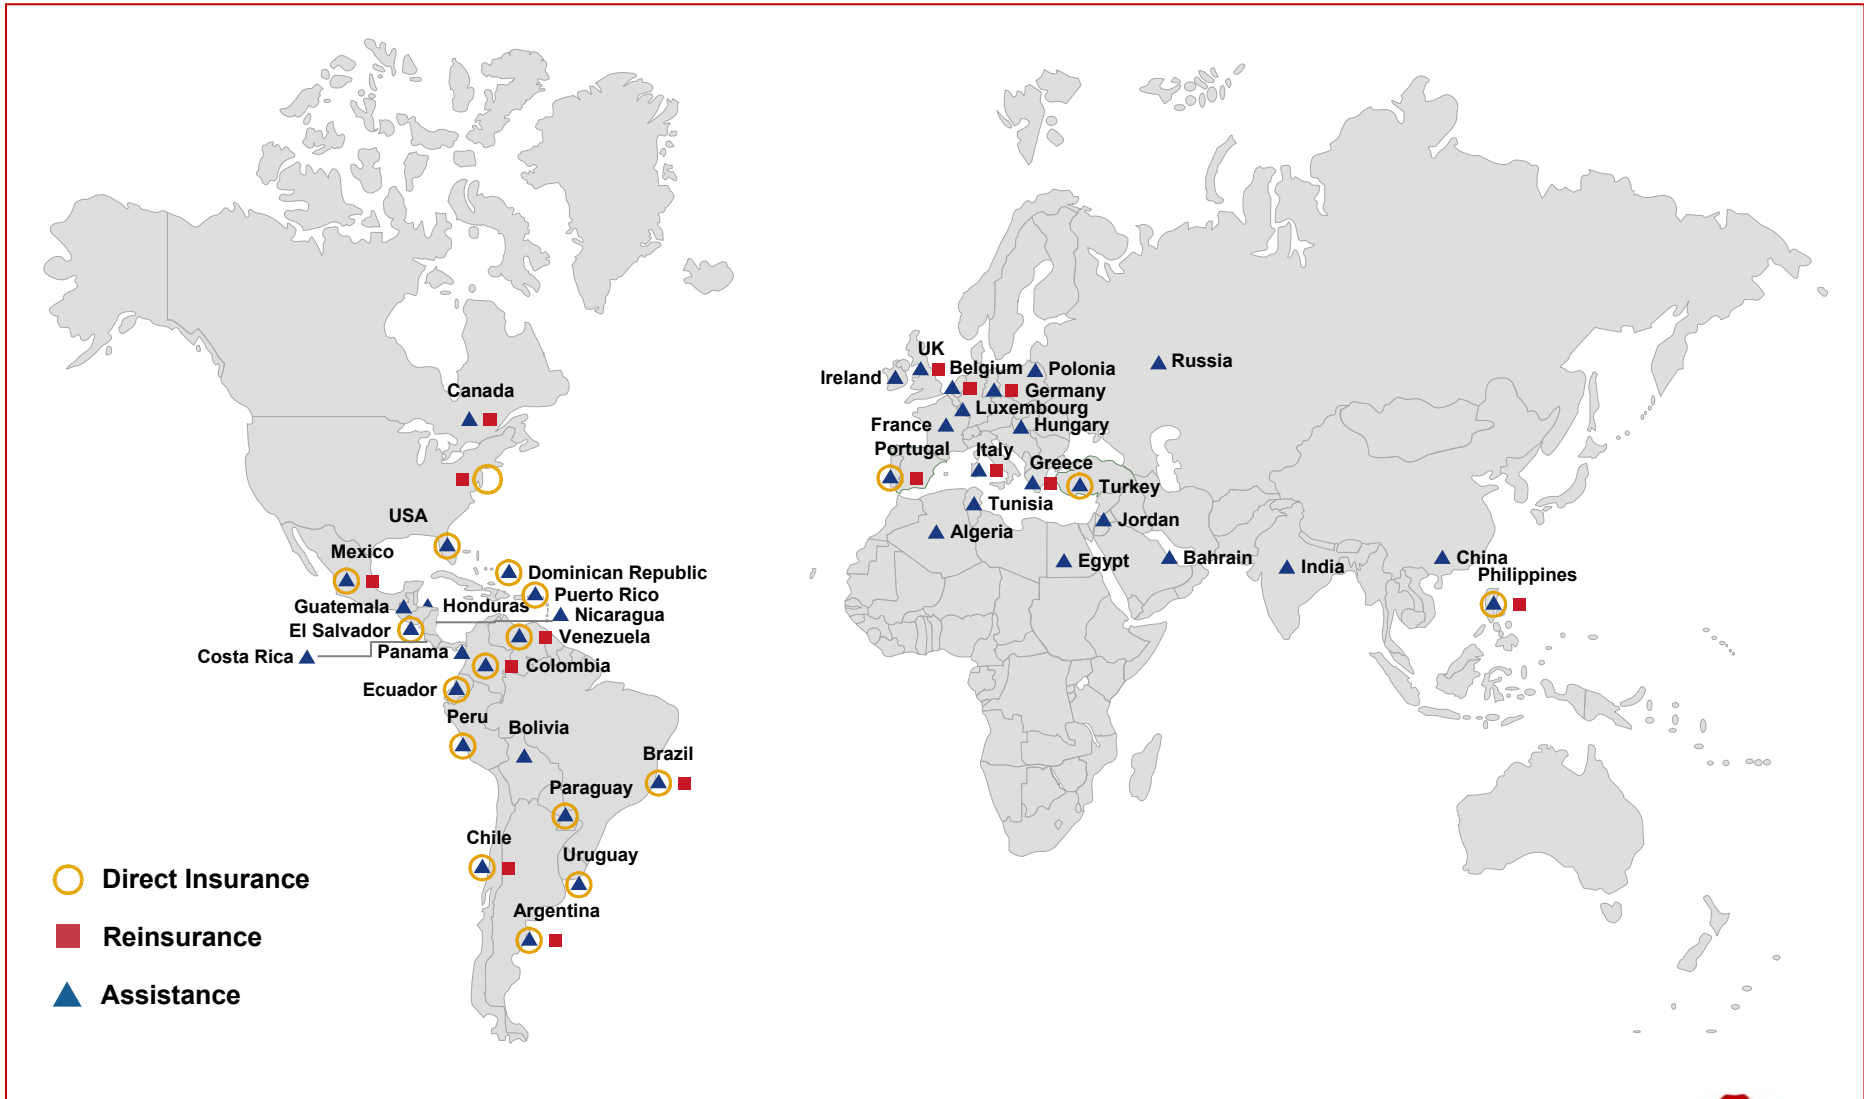 UK
Belgium
Polonia
Russia
Ireland
Germany
Canada
Luxembourg
France
Hungary
Portugal
Italy
Greece
Turkey
Tunisia
USA
Jordan
Algeria
Mexico
Egypt
Bahrain
India
China
Dominican Republic
Philippines
Puerto Rico
Guatemala
Honduras
Nicaragua
El Salvador
Venezuela
Costa Rica
Panama
Colombia
Ecuador
Peru
Bolivia
Brazil
Paraguay
Chile
Uruguay
Direct Insurance
Argentina
Reinsurance
Assistance